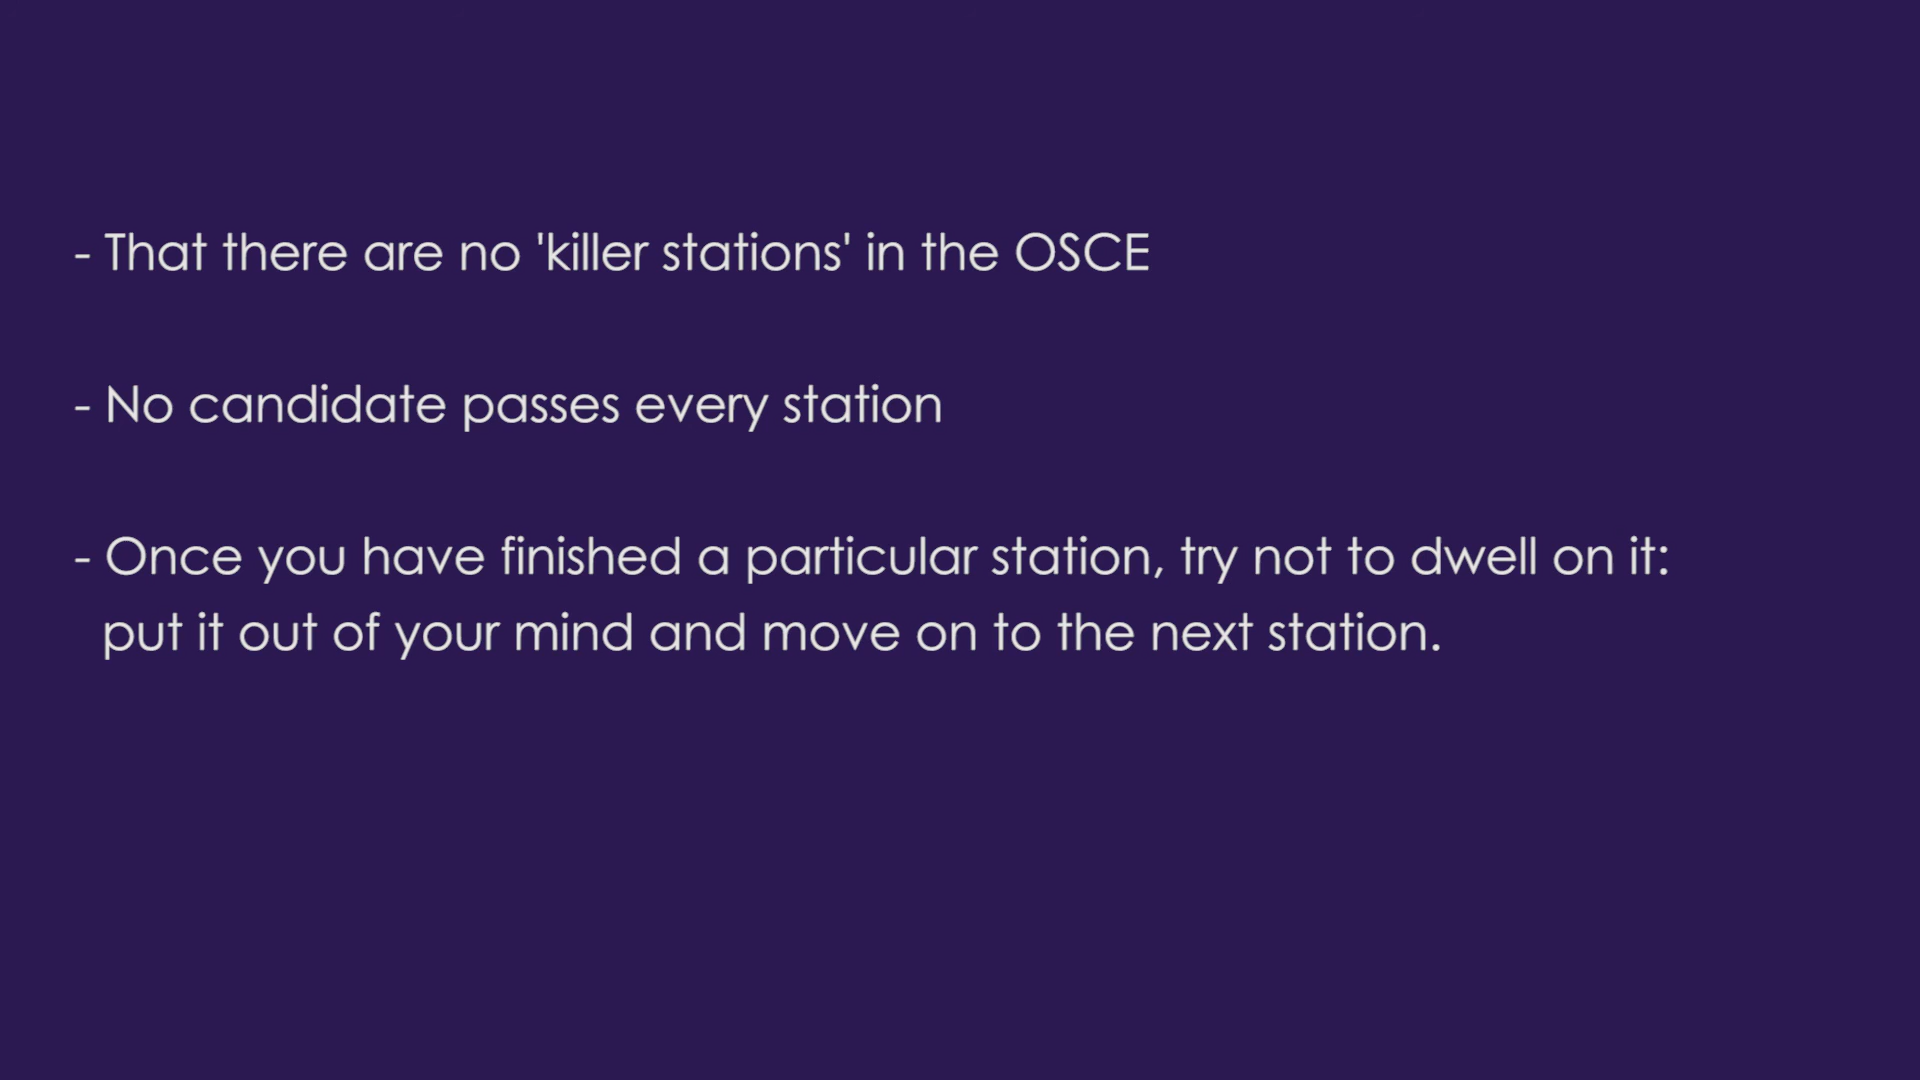 - That there are no 'killer stations' in the OSCE
- No candidate passes every station
- Once you have finished a particular station, try not to dwell on it:
put it out of your mind and move on to the next station.